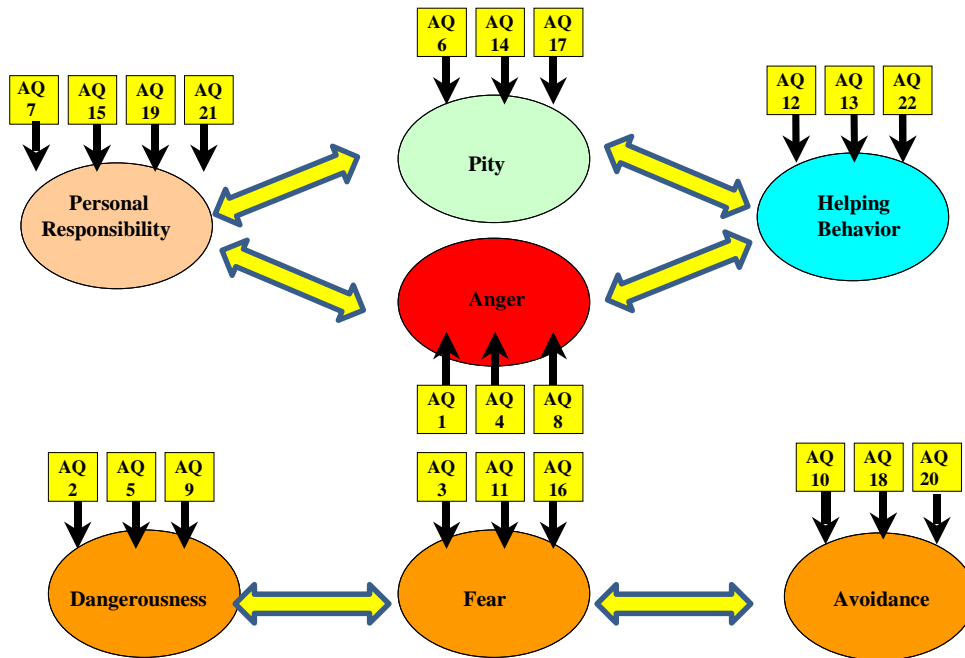 AQ
6
AQ
14
AQ
17
AQ
7
AQ
15
AQ
19
AQ
21
AQ
12
AQ
13
AQ
22
Pity
Personal
Responsibility
Helping
Behavior
Anger
AQ
1
AQ
4
AQ
8
AQ
2
AQ
5
AQ
9
AQ
3
AQ
11
AQ
16
AQ
10
AQ
18
AQ
20
Dangerousness
Fear
Avoidance